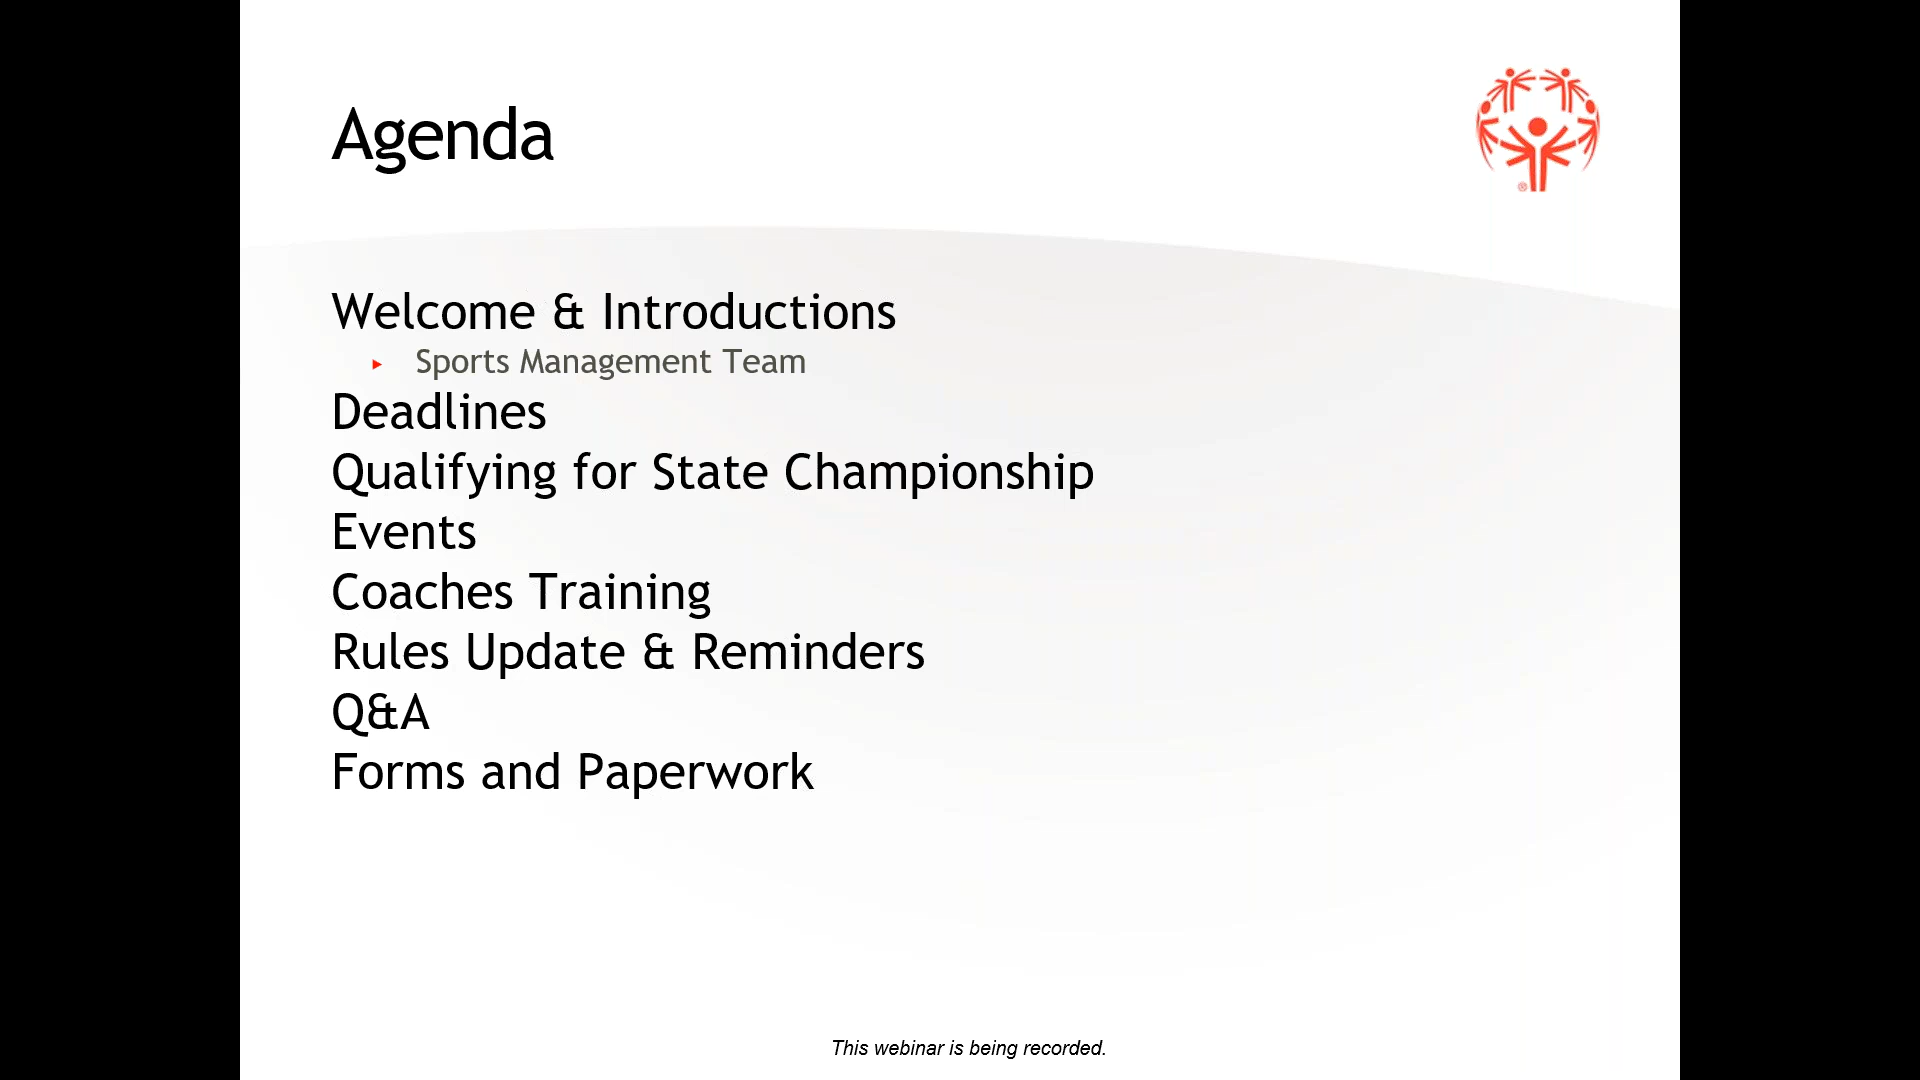 Agenda
®
Welcome & Introductions
▸ Sports Management Team
Deadlines
Qualifying for State Championship
Events
Coaches Training
Rules Update & Reminders
Q&A
Forms and Paperwork
This webinar is being recorded.